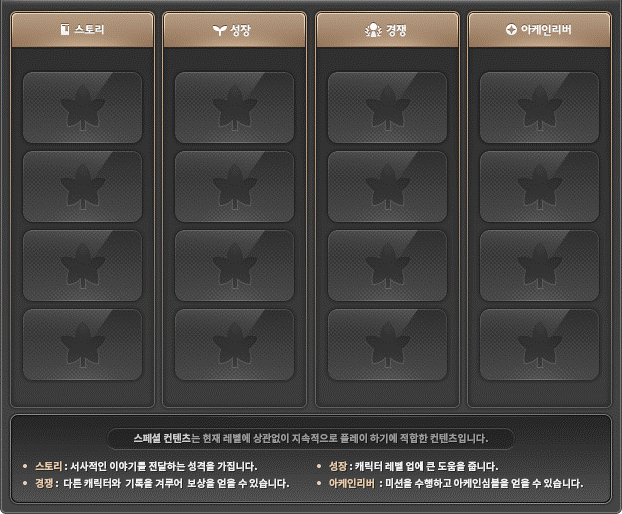 스토리
성장
경쟁
아케인리버
스페셜 컨텐츠는 현재 레벨에 상관없이 지속적으로 플레이 하기에 적합한 컨텐츠입니다.
• 스토리 : 서사적인 이야기를 전달하는 성격을 가집니다.
• 성장 : 캐릭터 레벨 업에 큰 도움을 줍니다.
• 경쟁 : 다른 캐릭터와 기록을 겨루어 보상을 얻을 수 있습니다.
• 아케인리버 : 미션을 수행하고 아케인심볼을 얻을 수 있습니다.